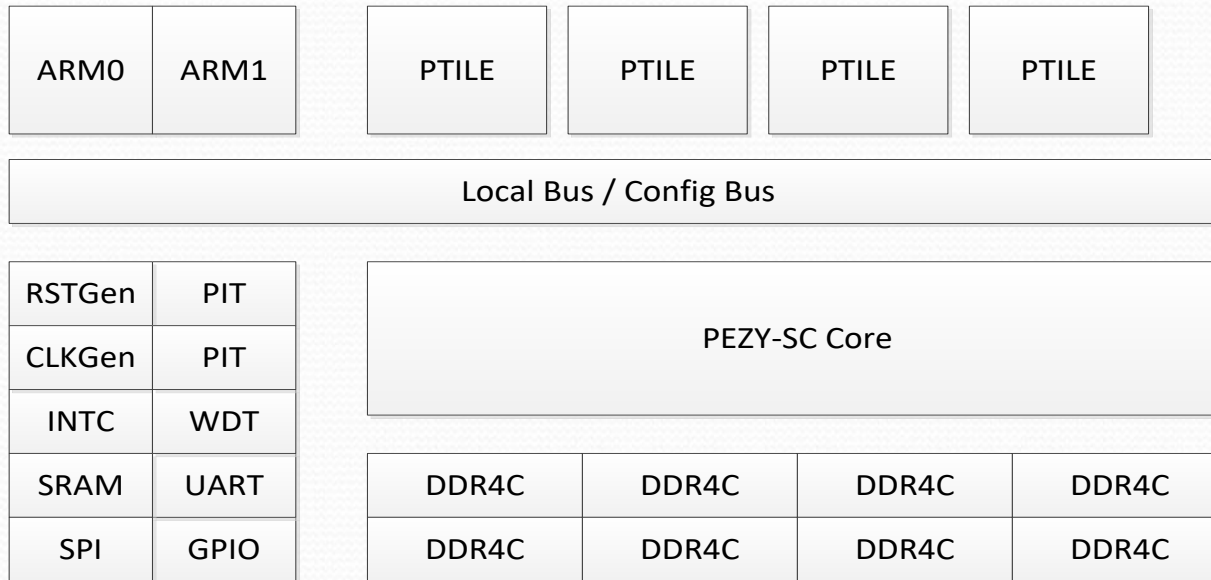 ARM0 ARM1 PTILE PTILE PTILE PTILE
Local Bus / Config Bus
RSTGen PIT
CLKGen PIT
INTC WDT
SRAM UART
SPI GPIO
PEZY-SC Core
DDR4C DDR4C DDR4C DDR4C
DDR4C DDR4C DDR4C DDR4C